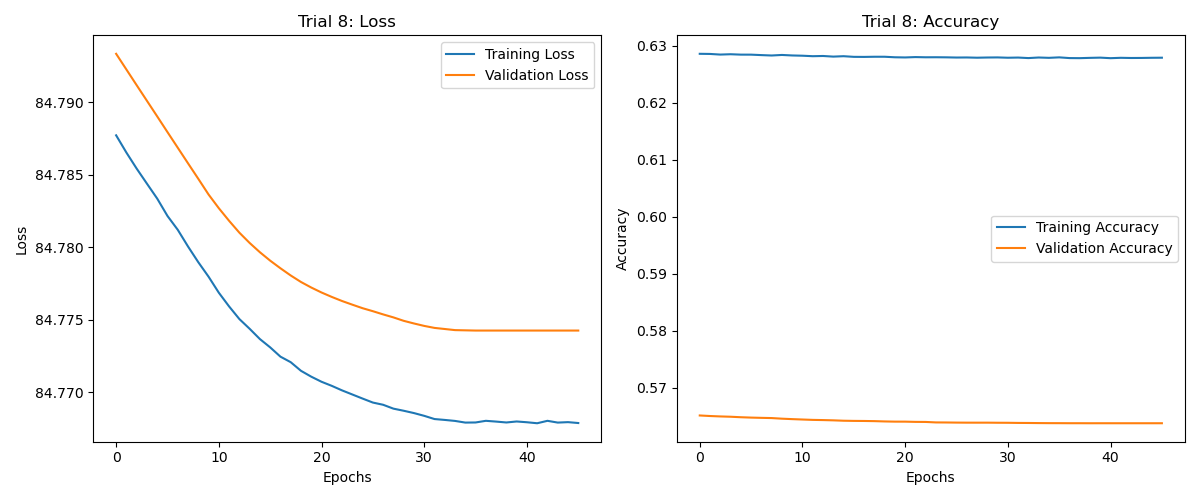 Trial 8: Loss
Training Loss
Validation Loss
84.790
84.785
84.780
84.775
84.770
Loss
0
10
20
30
40
Epochs
Trial 8: Accuracy
0.63
0.62
0.61
0.60
0.59
0.58
0.57
Accuracy
Training Accuracy
Validation Accuracy
0
10
20
30
40
Epochs